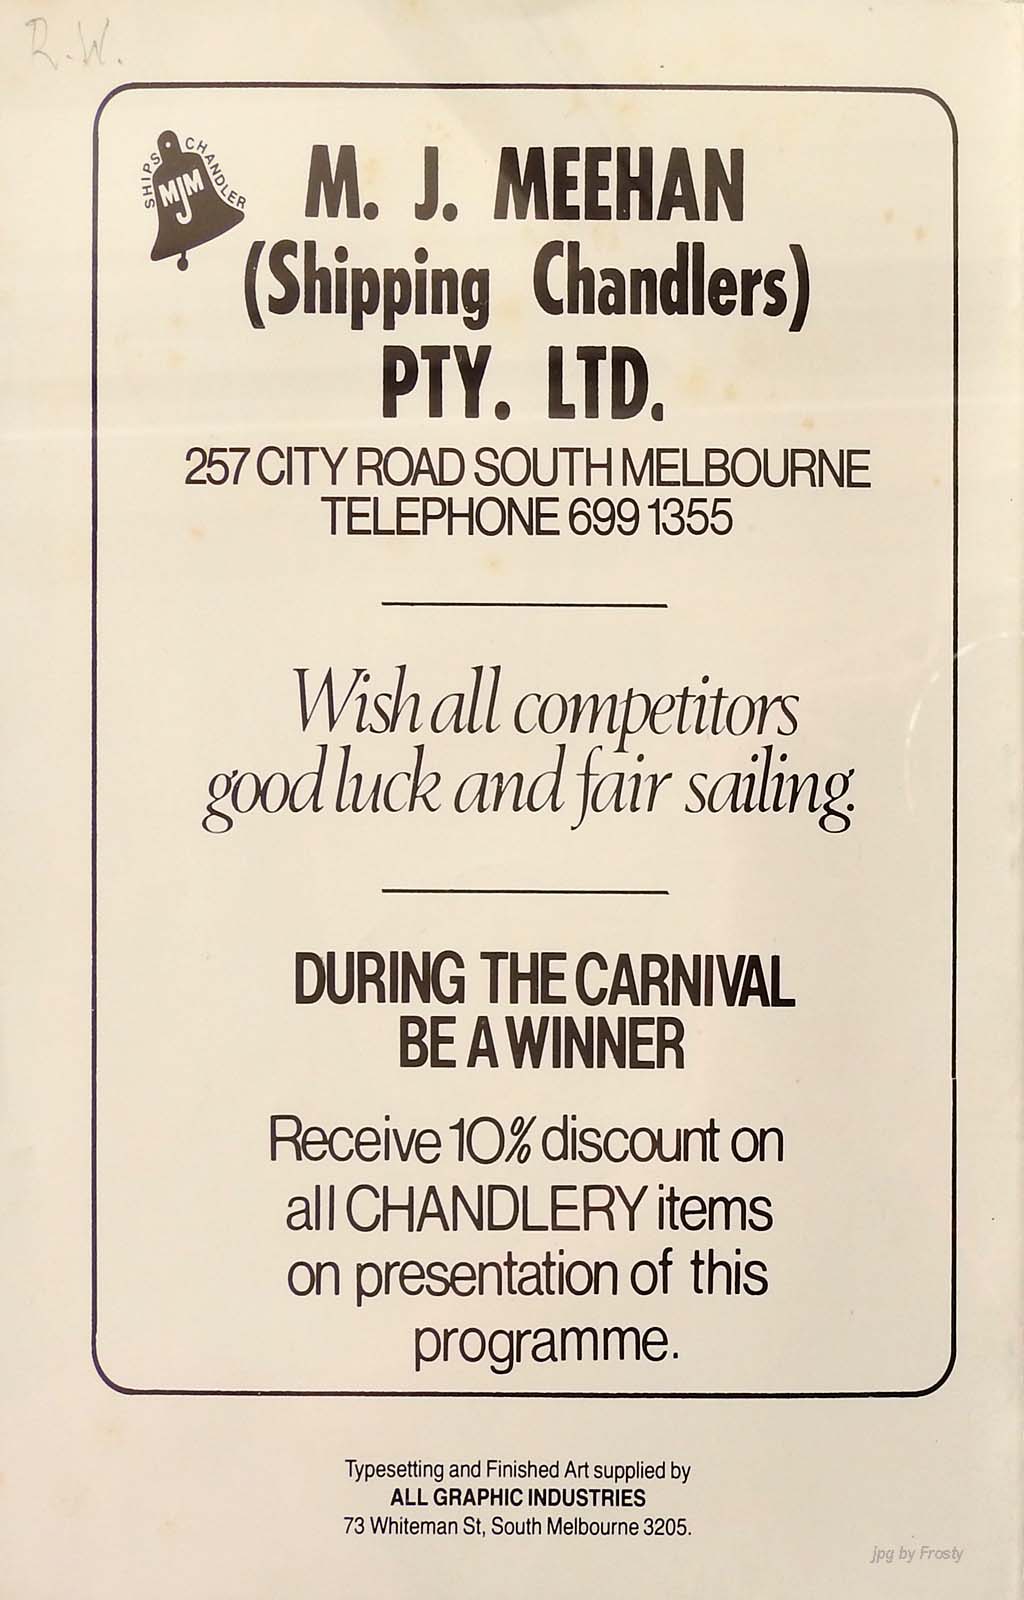 R.W.
SHIPS CHANDLER
MJM
M. J. MEEHAN
(Shipping Chandlers)
PTY. LTD.
257 CITY ROAD SOUTH MELBOURNE
TELEPHONE 699 1355
Wish all competitors
good luck and fair sailing.
DURING THE CARNIVAL
BE A WINNER
Receive 10% discount on
all CHANDLERY items
on presentation of this
programme.
Typesetting and Finished Art supplied by
ALL GRAPHIC INDUSTRIES
73 Whiteman St, South Melbourne 3205.
jpg by Frosty